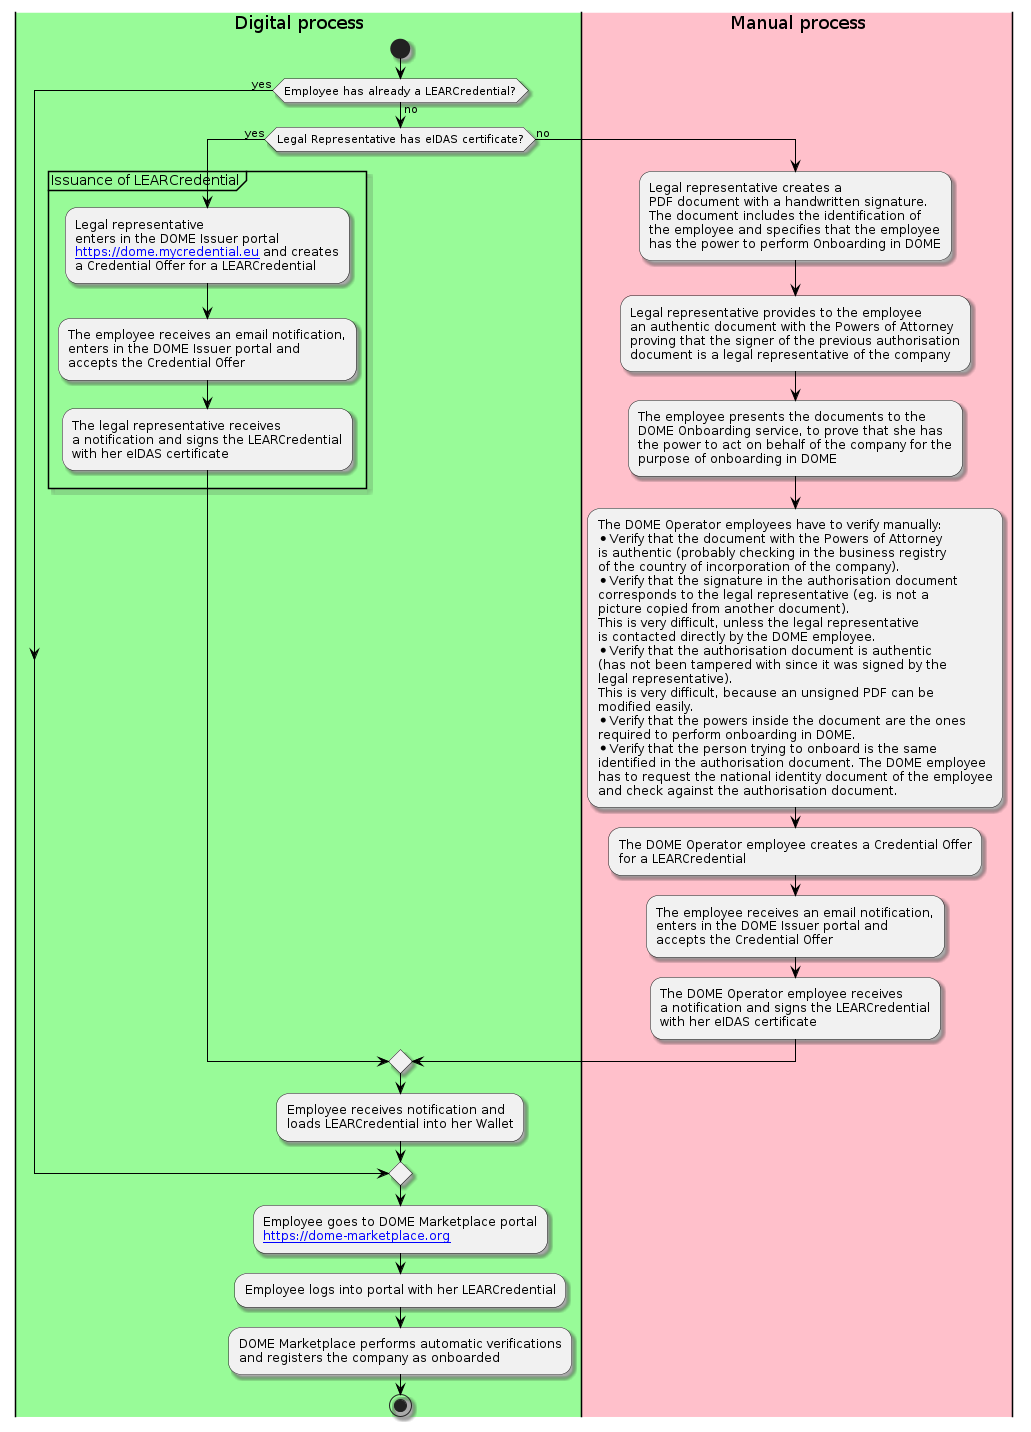 Digital process
Manual process
Employee has already a LEARCredential?
yes
no
Legal Representative has eIDAS certificate?
yes
no
Issuance of LEARCredential
Legal representative
enters in the DOME Issuer portal
https://dome.mycredential.eu and creates
a Credential Offer for a LEARCredential
The employee receives an email notification,
enters in the DOME Issuer portal and
accepts the Credential Offer
The legal representative receives
a notification and signs the LEARCredential
with her eIDAS certificate
Legal representative creates a
PDF document with a handwritten signature.
The document includes the identification of
the employee and specifies that the employee
has the power to perform Onboarding in DOME
Legal representative provides to the employee
an authentic document with the Powers of Attorney
proving that the signer of the previous authorisation
document is a legal representative of the company
The employee presents the documents to the
DOME Onboarding service, to prove that she has
the power to act on behalf of the company for the
purpose of onboarding in DOME
The DOME Operator employees have to verify manually:
• Verify that the document with the Powers of Attorney
is authentic (probably checking in the business registry
of the country of incorporation of the company).
• Verify that the signature in the authorisation document
corresponds to the legal representative (eg. is not a
picture copied from another document).
This is very difficult, unless the legal representative
is contacted directly by the DOME employee.
• Verify that the authorisation document is authentic
(has not been tampered with since it was signed by the
legal representative).
This is very difficult, because an unsigned PDF can be
modified easily.
• Verify that the powers inside the document are the ones
required to perform onboarding in DOME.
• Verify that the person trying to onboard is the same
identified in the authorisation document. The DOME employee
has to request the national identity document of the employee
and check against the authorisation document.
The DOME Operator employee creates a Credential Offer
for a LEARCredential
The employee receives an email notification,
enters in the DOME Issuer portal and
accepts the Credential Offer
The DOME Operator employee receives
a notification and signs the LEARCredential
with her eIDAS certificate
Employee receives notification and
loads LEARCredential into her Wallet
Employee goes to DOME Marketplace portal
https://dome-marketplace.org
Employee logs into portal with her LEARCredential
DOME Marketplace performs automatic verifications
and registers the company as onboarded